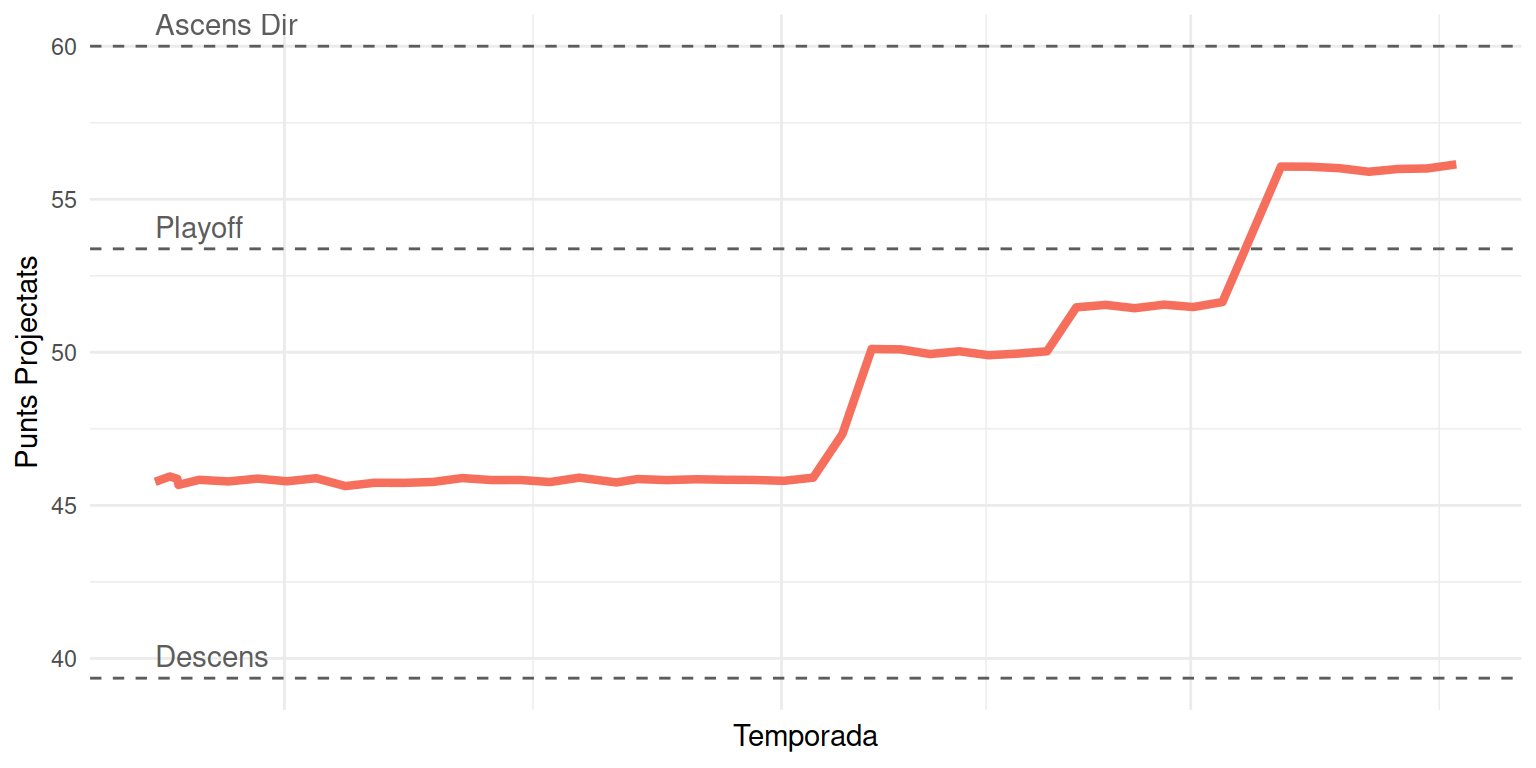 Ascens Dir
60
55
Playoff
Punts Projectats
50
45
Descens
40
Temporada